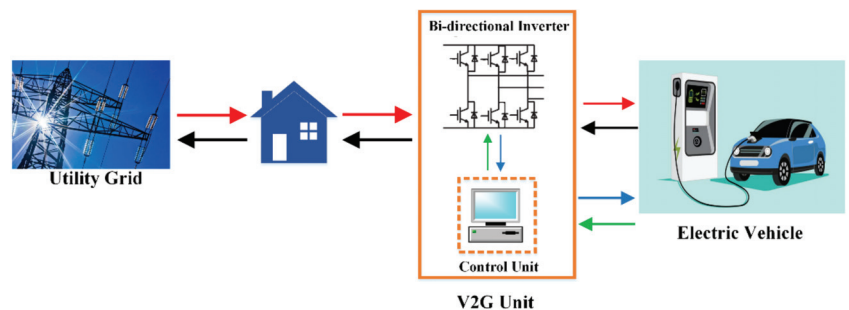 Bi-directional Inverter
Utility Grid
Electric Vehicle
Control Unit
V2G Unit